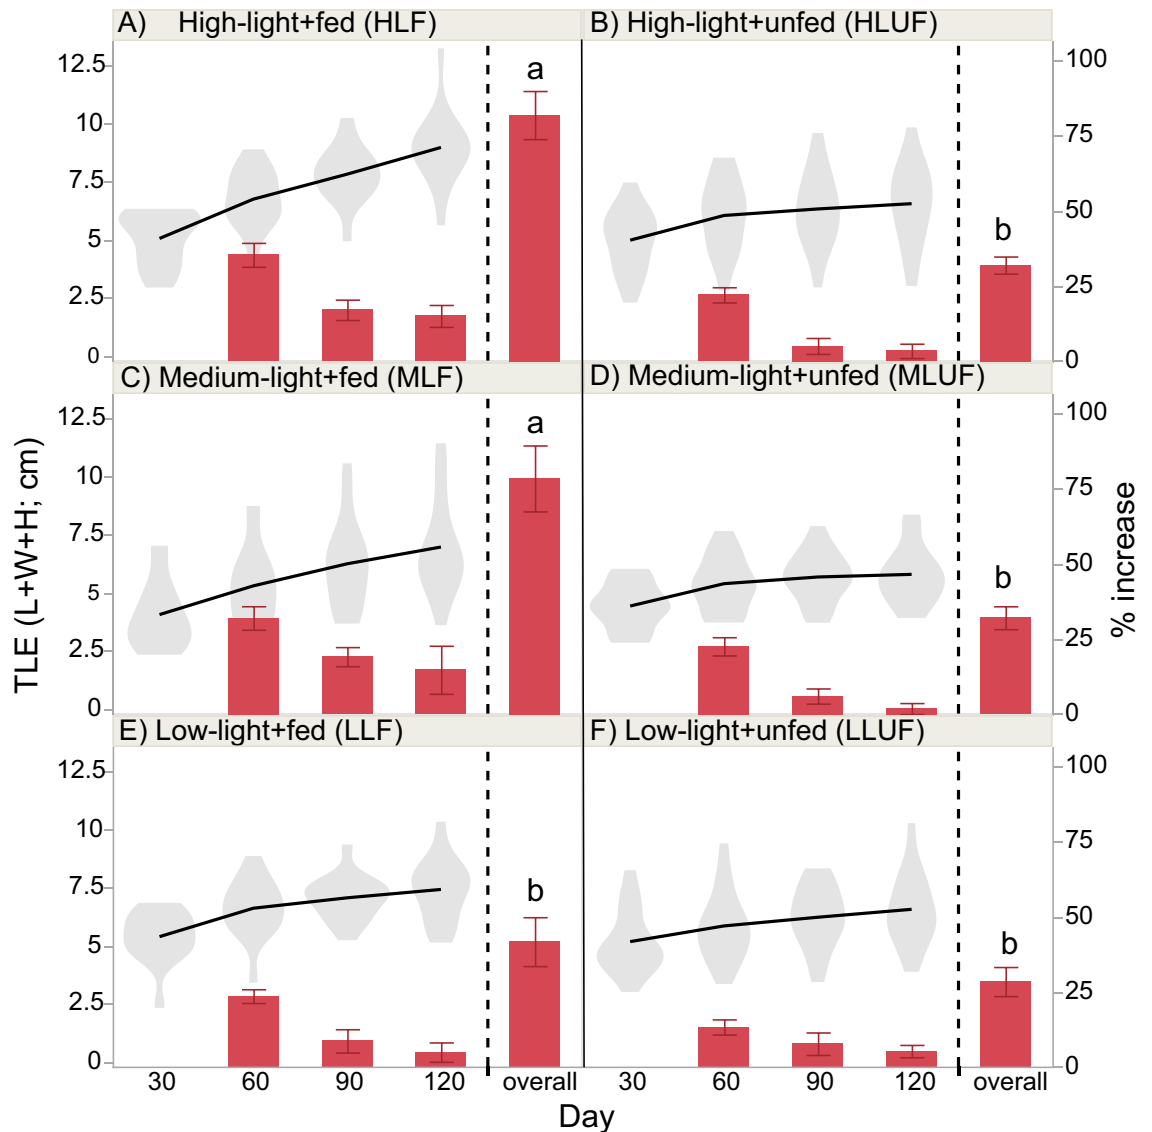 A) High-light+fed (HLF)
B) High-light+unfed (HLUF)
12.5
10
7.5
5
2.5
0
a
b
100
75
50
25
0
C) Medium-light+fed (MLF)
D) Medium-light+unfed (MLUF)
12.5
10
7.5
5
2.5
0
a
b
100
75
50
25
0
TLE (L+W+H; cm)
% increase
E) Low-light+fed (LLF)
F) Low-light+unfed (LLUF)
12.5
10
7.5
5
2.5
0
b
b
100
75
50
25
0
30 60 90 120 overall 30 60 90 120 overall
Day